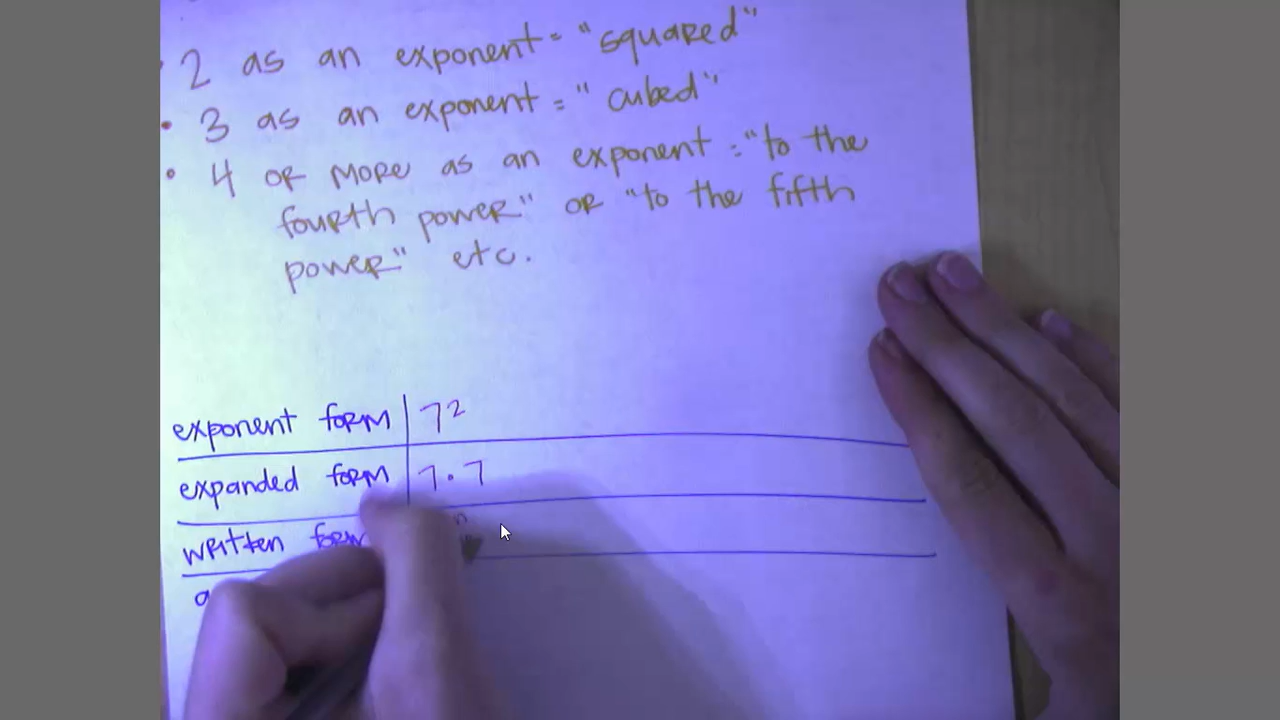 • 2 as an exponent = "squared"
• 3 as an exponent = "cubed"
• 4 or more as an exponent = "to the
fourth power" or "to the fifth
power" etc.
exponent form 7²
expanded form 7•7
written form